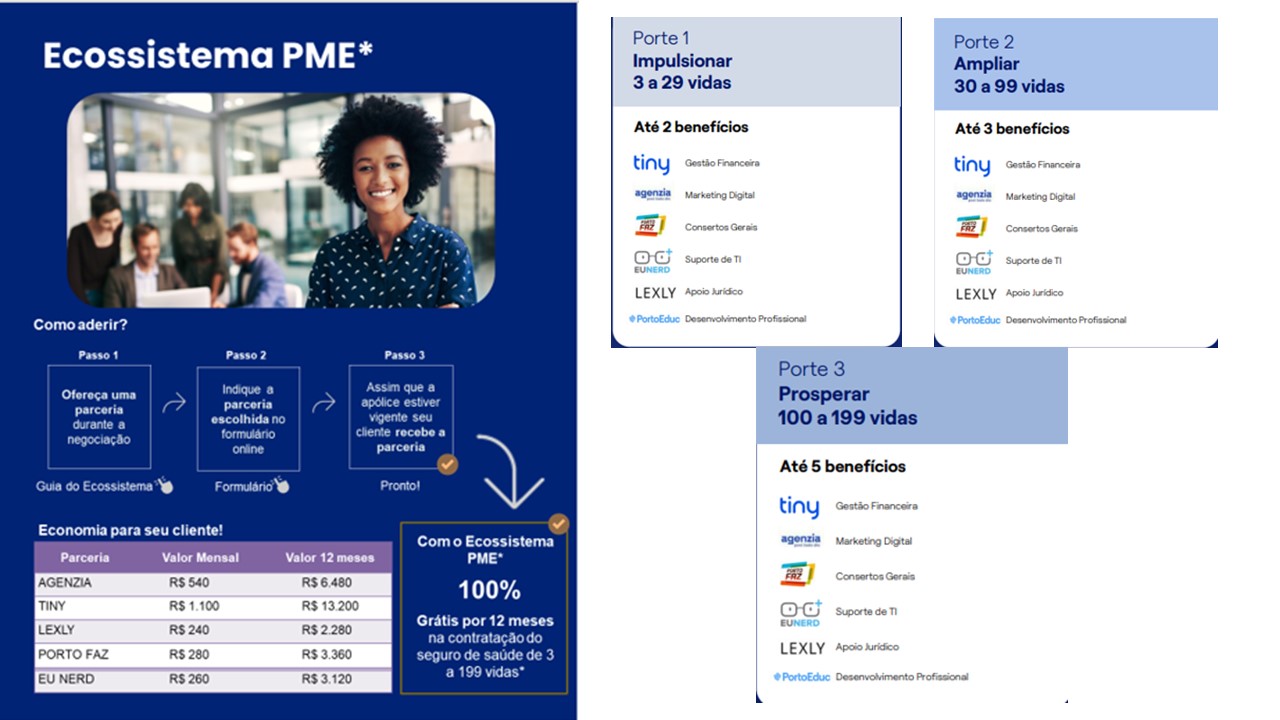 Ecossistema PME*
Como aderir?
Passo 1
Ofereça uma
parceria
durante a
negociação
Guia do Ecossistema
Passo 2
Indique a
parceria
escolhida no
formulário
online
Formulário
Passo 3
Assim que a
apólice estiver
vigente seu
cliente recebe a
parceria
Pronto!
Economia para seu cliente!
Parceria Valor Mensal Valor 12 meses
AGENZIA R$ 540 R$ 6.480
TINY R$ 1.100 R$ 13.200
LEXLY R$ 240 R$ 2.280
PORTO FAZ R$ 280 R$ 3.360
EU NERD R$ 260 R$ 3.120
Com o Ecossistema
PME*
100%
Grátis por 12 meses
na contratação do
seguro de saúde de 3
a 199 vidas*
Porte 1
Impulsionar
3 a 29 vidas
Até 2 benefícios
tiny Gestão Financeira
agenzia Marketing Digital
PORTO FAZ Consertos Gerais
EUNERD Suporte de TI
LEXLY Apoio Jurídico
PortoEduc Desenvolvimento Profissional
Porte 2
Ampliar
30 a 99 vidas
Até 3 benefícios
tiny Gestão Financeira
agenzia Marketing Digital
PORTO FAZ Consertos Gerais
EUNERD Suporte de TI
LEXLY Apoio Jurídico
PortoEduc Desenvolvimento Profissional
Porte 3
Prosperar
100 a 199 vidas
Até 5 benefícios
tiny Gestão Financeira
agenzia Marketing Digital
PORTO FAZ Consertos Gerais
EUNERD Suporte de TI
LEXLY Apoio Jurídico
PortoEduc Desenvolvimento Profissional